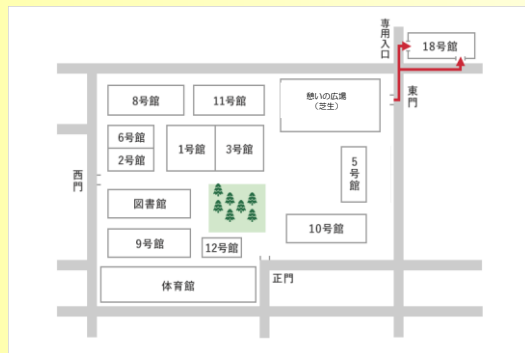 専用入口
18号館
8号館
11号館
憩いの広場
(芝生)
東門
6号館
2号館
1号館
3号館
5号館
西門
図書館
10号館
9号館
12号館
正門
体育館